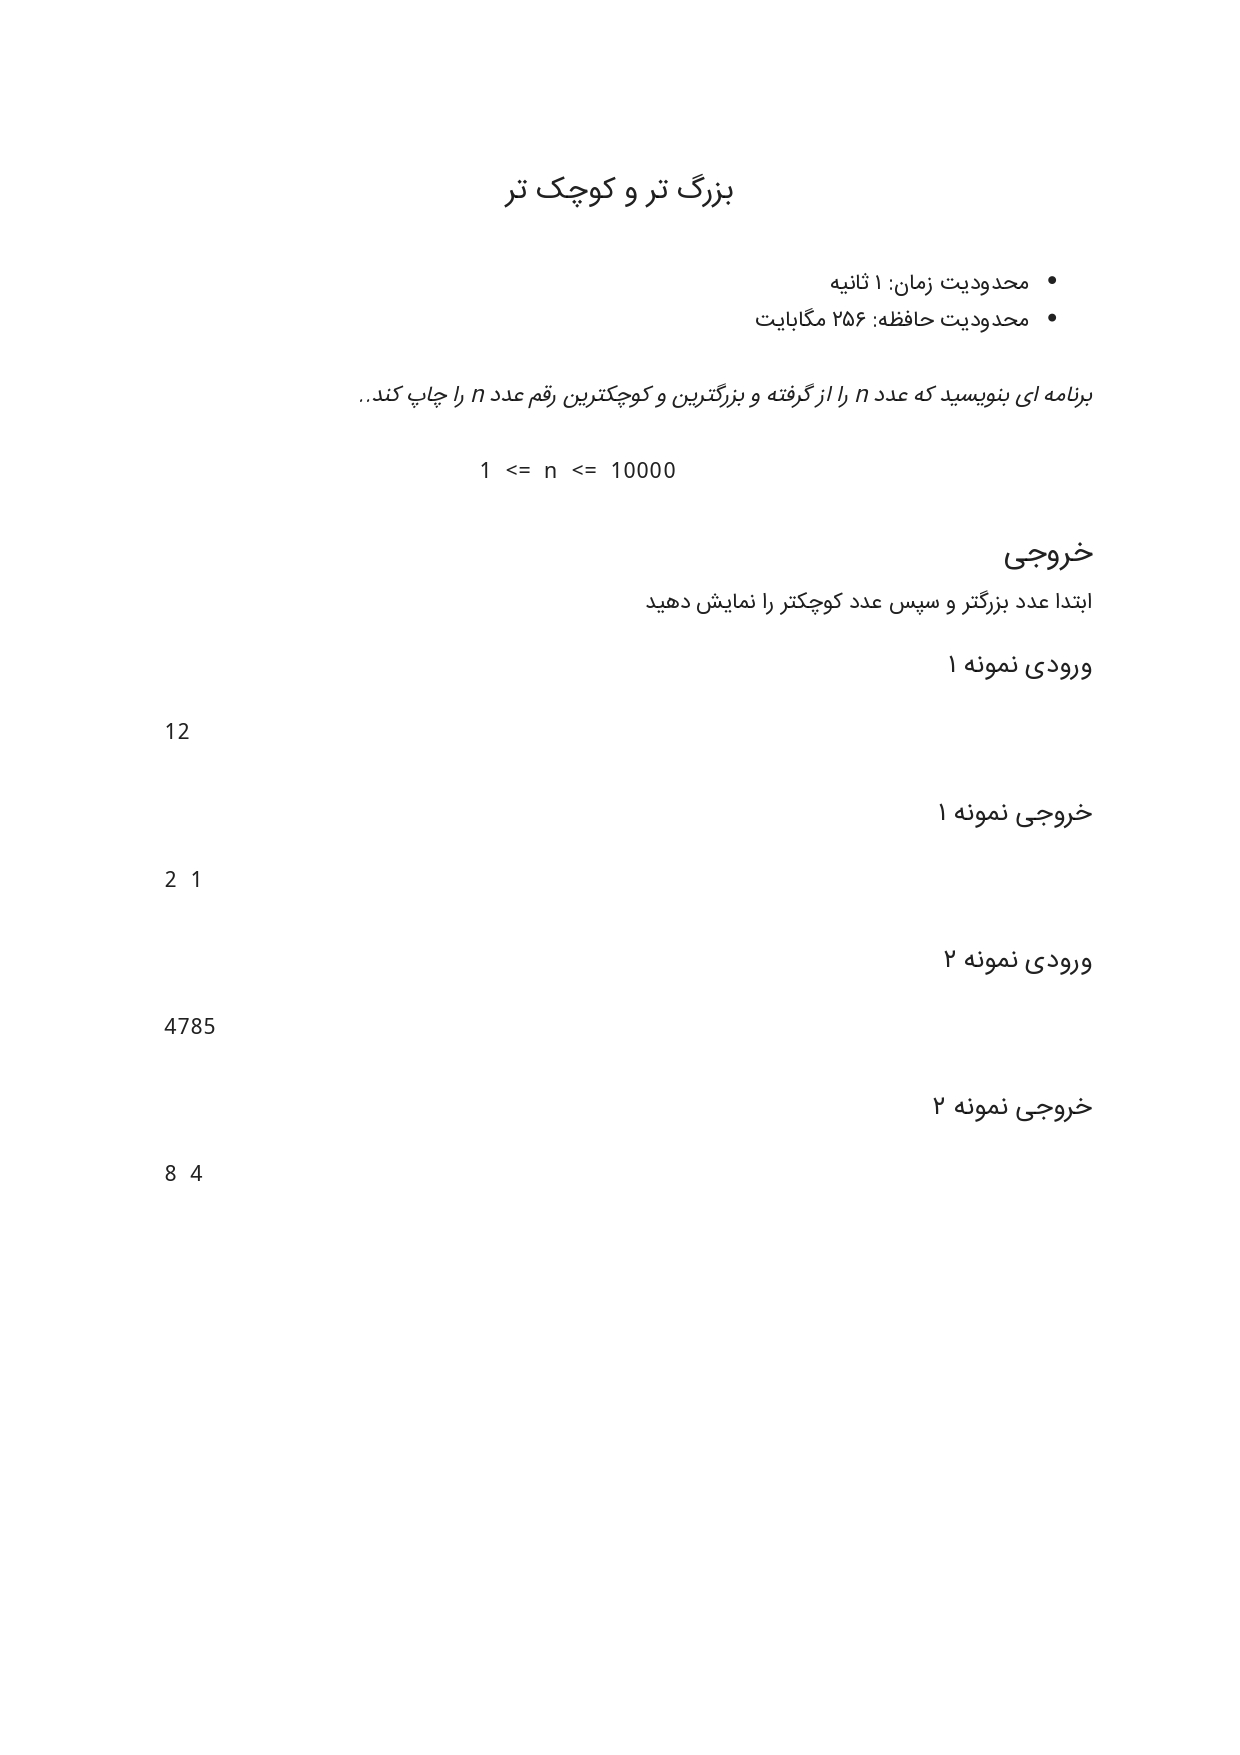 بزرگ تر و کوچک تر
• محدودیت زمان: ۱ ثانیه
• محدودیت حافظه: ۲۵۶ مگابایت
برنامه ای بنویسید که عدد n را از گرفته و بزرگترین و کوچکترین رقم عدد n را چاپ کند..
1 <= n <= 10000
خروجی
ابتدا عدد بزرگتر و سپس عدد کوچکتر را نمایش دهید
ورودی نمونه ۱
12
خروجی نمونه ۱
2 1
ورودی نمونه ۲
4785
خروجی نمونه ۲
8 4